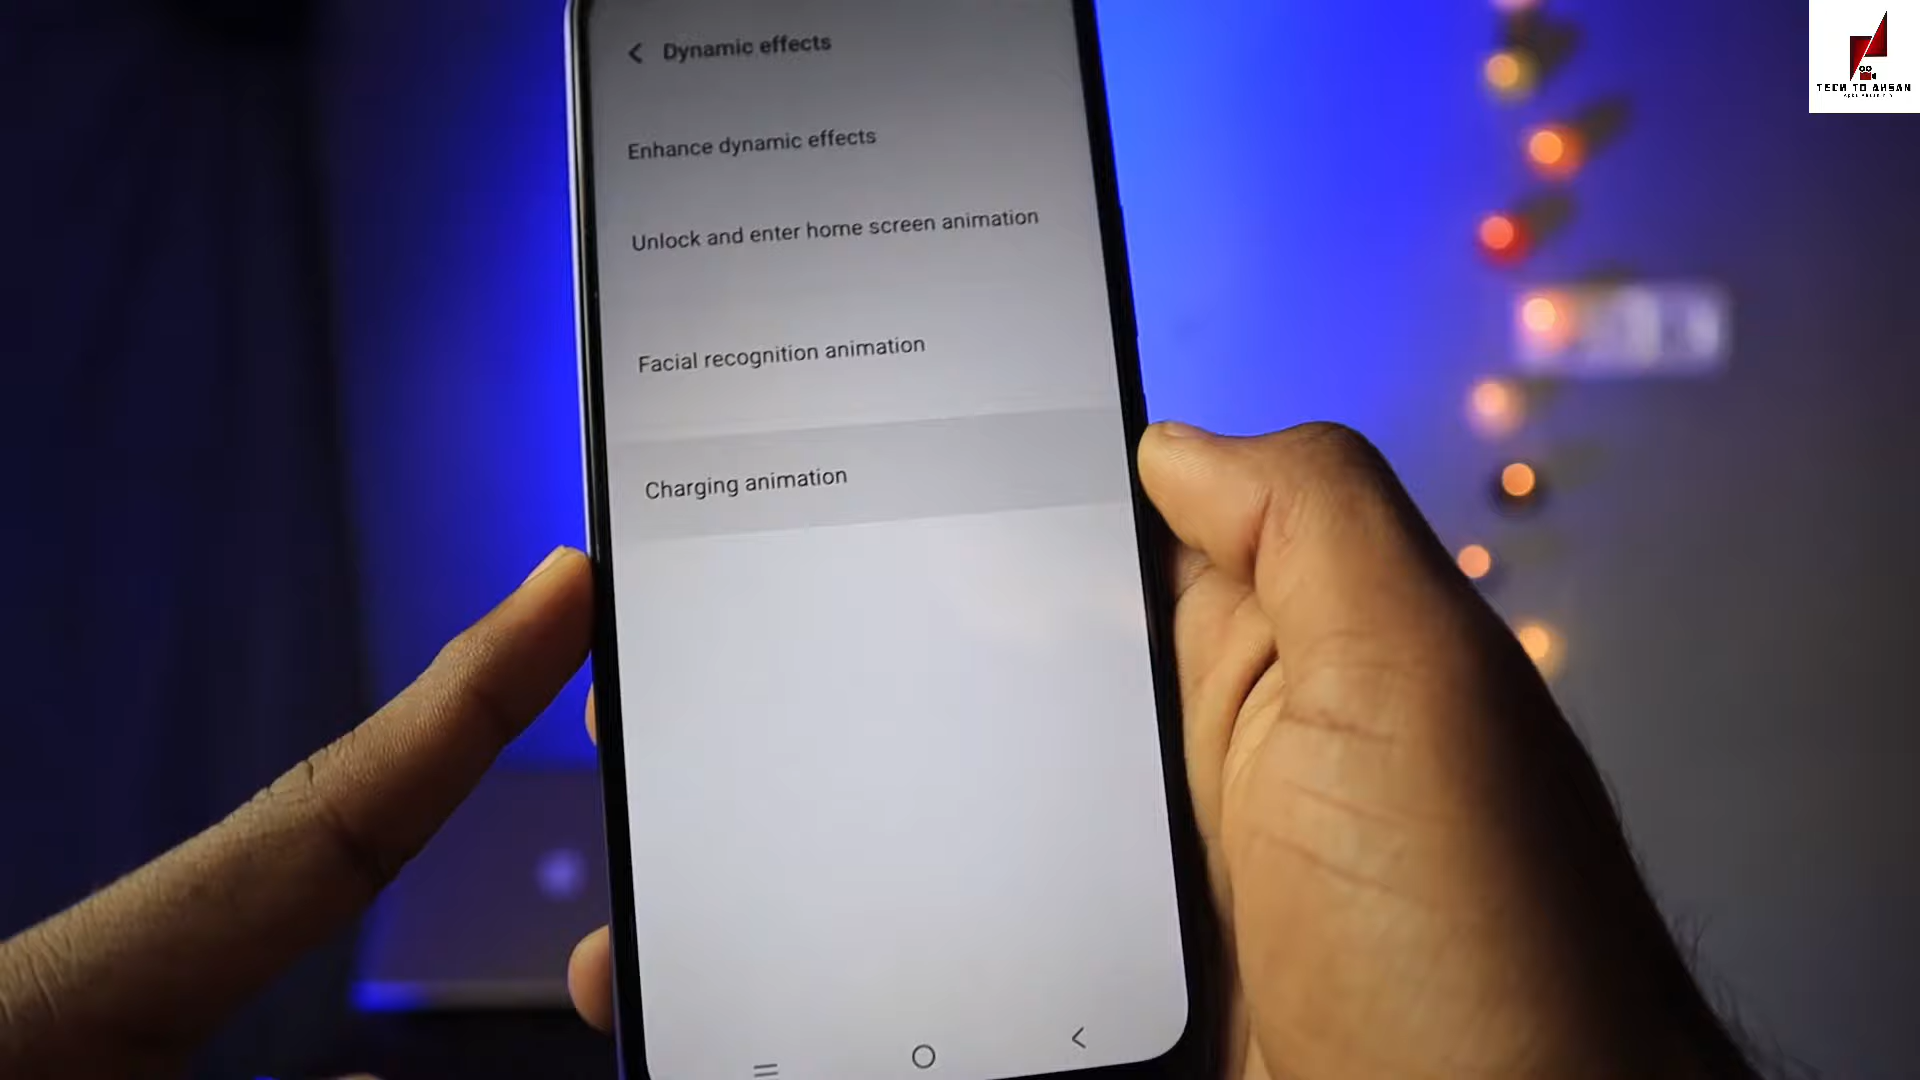 Dynamic effects
Enhance dynamic effects
Unlock and enter home screen animation
Facial recognition animation
Charging animation
TECH TO AHSAN